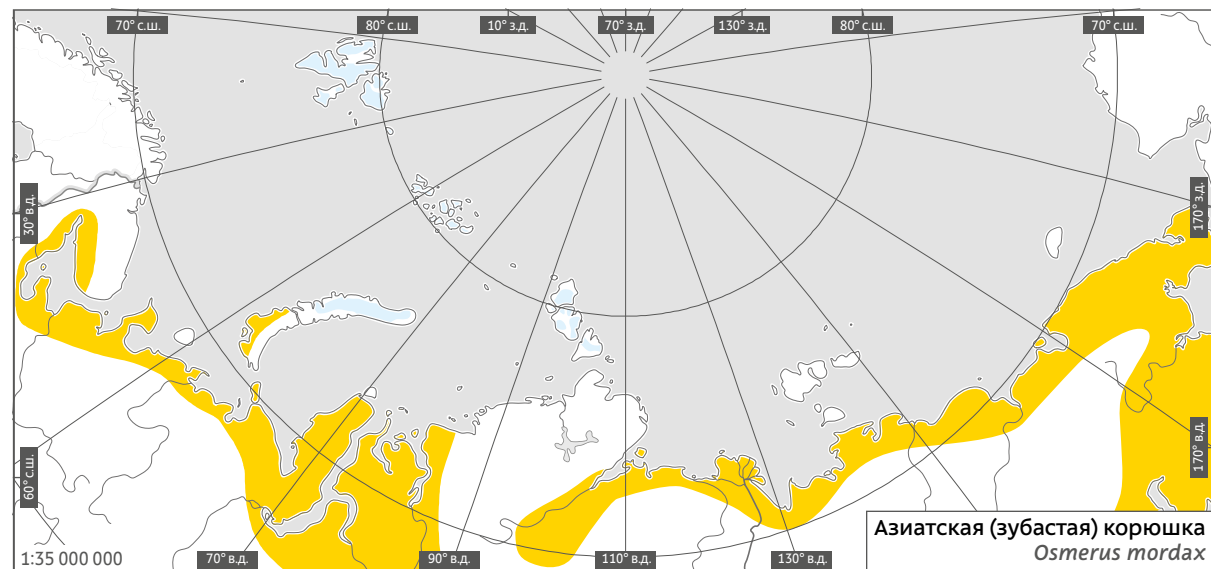 70° с.ш.
80° с.ш.
10° з.д.
70° з.д.
130° з.д.
80° с.ш.
70° с.ш.
30° в.д.
170° з.д.
60° с.ш.
170° в.д.
1:35 000 000
70° в.д.
90° в.д.
110° в.д.
130° в.д.
Азиатская (зубастая) корюшка
Osmerus mordax